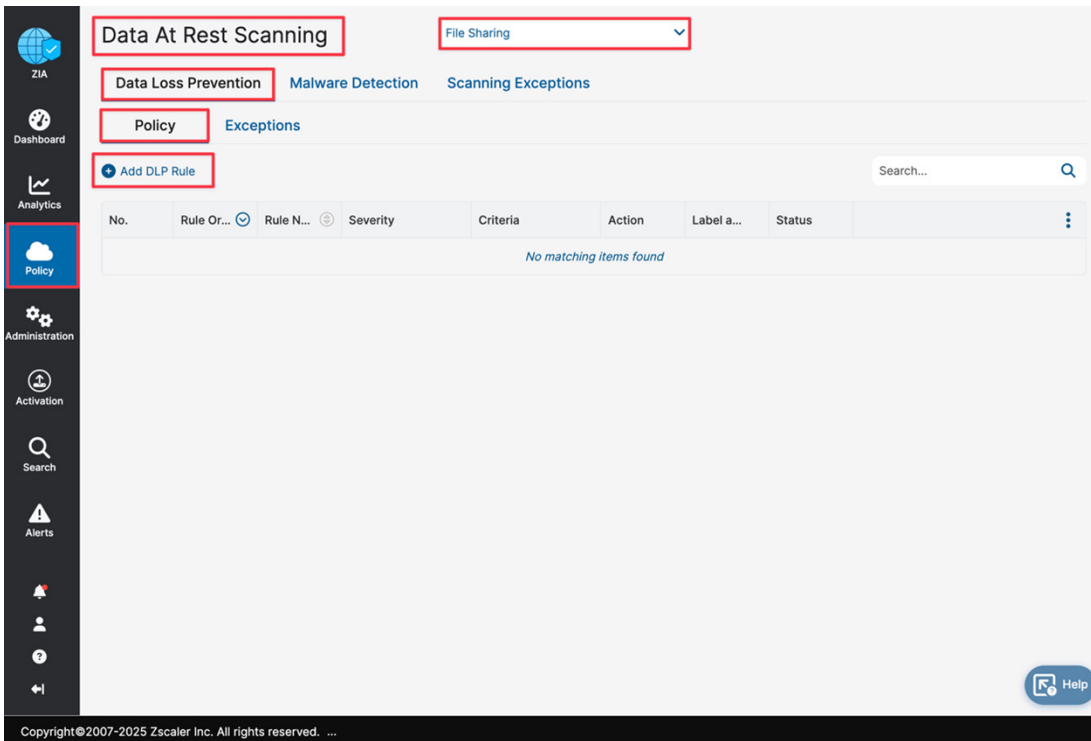 Data At Rest Scanning
File Sharing
ZIA
Data Loss Prevention Malware Detection Scanning Exceptions
Dashboard
Policy Exceptions
Add DLP Rule
Search...
Analytics
No. Rule Or... Rule N... Severity Criteria Action Label a... Status
No matching items found
Policy
Administration
Activation
Search
Alerts
Help
Copyright©2007-2025 Zscaler Inc. All rights reserved. ...